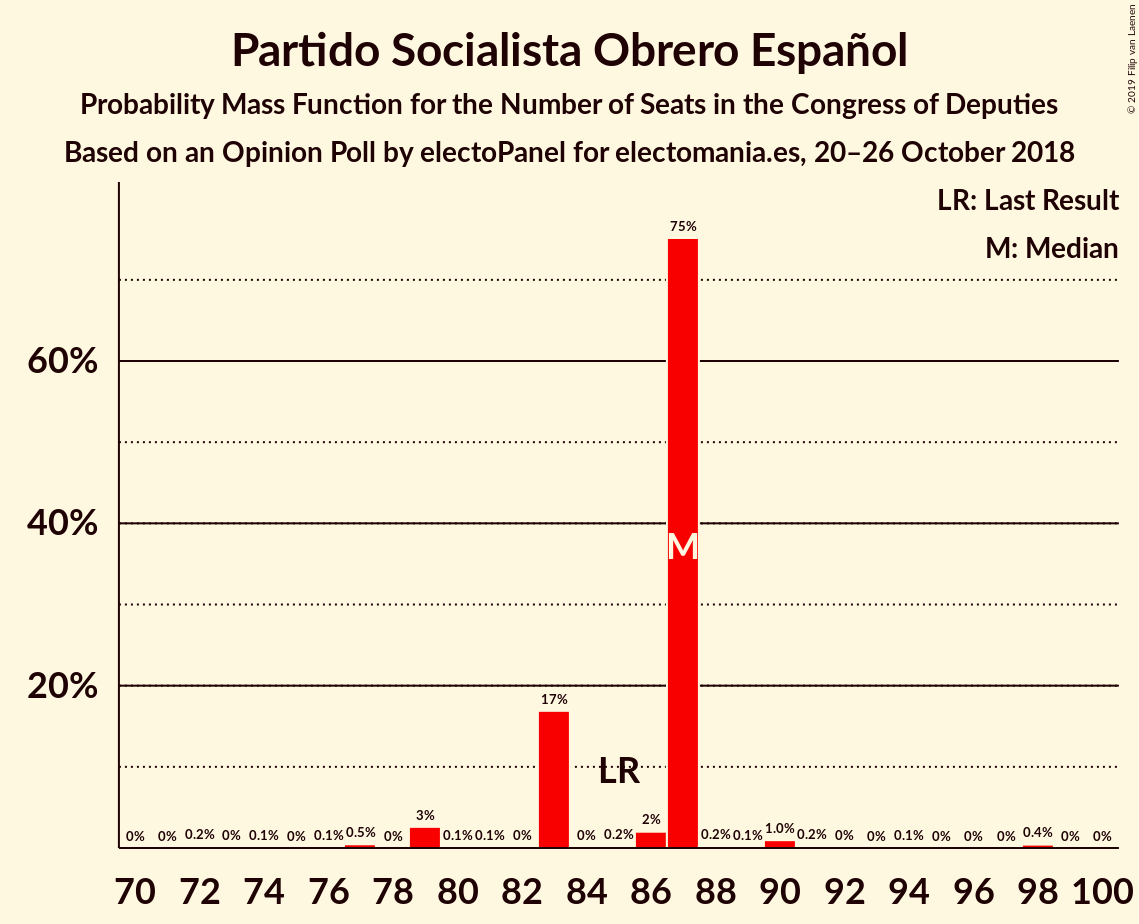 Partido Socialista Obrero Español
Probability Mass Function for the Number of Seats in the Congress of Deputies
Based on an Opinion Poll by electoPanel for electomania.es, 20–26 October 2018
© 2019 Filip van Laenen
LR: Last Result
M: Median
75%
60%
40%
M
20%
17%
LR
0% 0% 0.2% 0% 0.1% 0% 0.1% 0.5% 0% 3% 0.1% 0.1% 0% 0% 0.2% 2% 0.2% 0.1% 1.0% 0.2% 0% 0% 0.1% 0% 0% 0% 0.4% 0% 0%
70 72 74 76 78 80 82 84 86 88 90 92 94 96 98 100